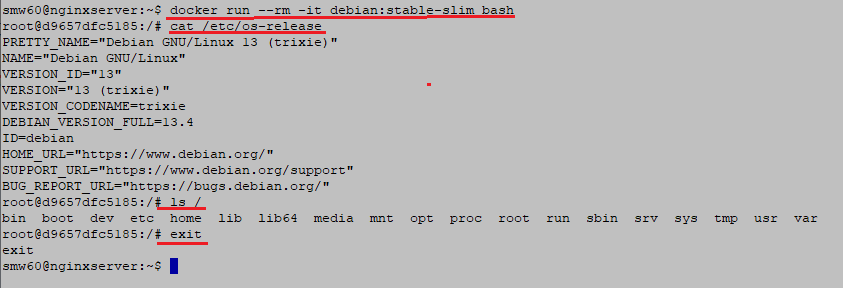 smw60@nginxserver:~$ docker run --rm -it debian:stable-slim bash
root@d9657dfc5185:/# cat /etc/os-release
PRETTY_NAME="Debian GNU/Linux 13 (trixie)"
NAME="Debian GNU/Linux"
VERSION_ID="13"
VERSION="13 (trixie)"
VERSION_CODENAME=trixie
DEBIAN_VERSION_FULL=13.4
ID=debian
HOME_URL="https://www.debian.org/"
SUPPORT_URL="https://www.debian.org/support"
BUG_REPORT_URL="https://bugs.debian.org/"
root@d9657dfc5185:/# ls /
bin  boot  dev  etc  home  lib  lib64  media  mnt  opt  proc  root  run  sbin  srv  sys  tmp  usr  var
root@d9657dfc5185:/# exit
exit
smw60@nginxserver:~$